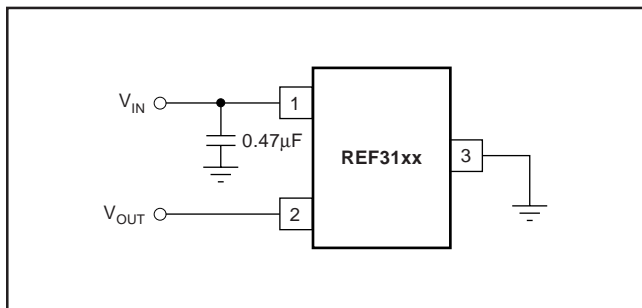 V_IN
1
0.47μF
REF31xx
3
V_OUT
2